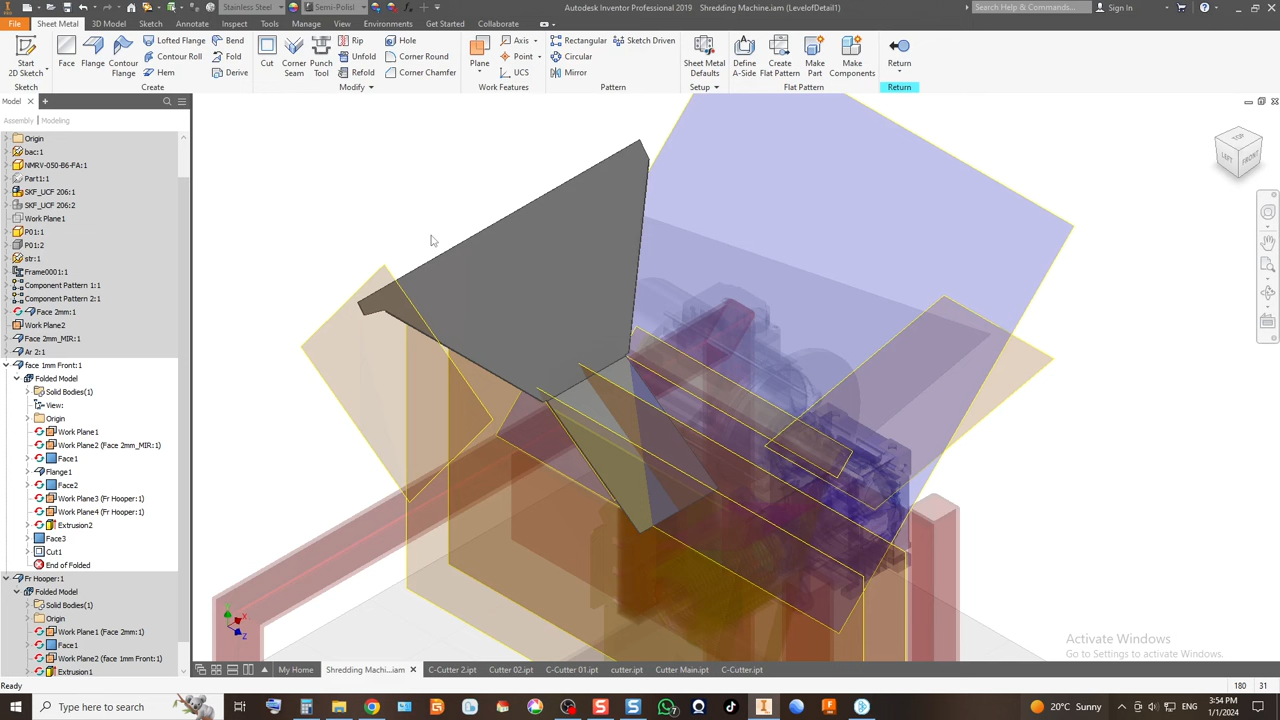 Stainless Steel
Semi-Polis
Autodesk Inventor Professional 2019 Shredding Machine.iam (LevelofDetail1)
Search Help & Commands...
Sign In
File Sheet Metal 3D Model Sketch Annotate Inspect Tools Manage View Environments Get Started Vault Collaborate
Start
2D Sketch
Face
Flange
Contour
Flange
Lofted Flange
Contour Roll
Hem
Bend
Fold
Derive
Cut
Corner
Seam
Punch
Tool
Rip
Unfold
Refold
Hole
Corner Round
Corner Chamfer
Plane
Axis
Point
UCS
Rectangular
Circular
Mirror
Sketch Driven
Sheet Metal
Defaults
Define
A-Side
Create
Flat Pattern
Make
Part
Make
Components
Return
Sketch Create Modify Work Features Pattern Setup Flat Pattern Return
Model
Assembly Modeling
Origin
bac:1
NMRV-050-B6-FA:1
Part1:1
SKF_UCF 206:1
SKF_UCF 206:2
Work Plane1
P01:1
P01:2
str:1
Frame0001:1
Component Pattern 1:1
Component Pattern 2:1
Face 2mm:1
Work Plane2
Face 2mm_MIR:1
Ar 2:1
face 1mm Front:1
Folded Model
Solid Bodies(1)
View:
Origin
Work Plane1
Work Plane2 (Face 2mm_MIR:1)
Face1
Flange1
Face2
Work Plane3 (Fr Hooper:1)
Work Plane4 (Fr Hooper:1)
Extrusion2
Face3
Cut1
End of Folded
Fr Hooper:1
Folded Model
Solid Bodies(1)
Origin
Work Plane1 (Face 2mm:1)
Face1
Work Plane2 (face 1mm Front:1)
Extrusion1
TOP
LEFT
FRONT
X
Z
Activate Windows
Go to Settings to activate Windows.
My Home Shredding Machi...iam C-Cutter 2.ipt Cutter 02.ipt C-Cutter 01.ipt cutter.ipt Cutter Main.ipt C-Cutter.ipt
Ready
180 31
Type here to search
20°C Sunny
3:54 PM
1/1/2024